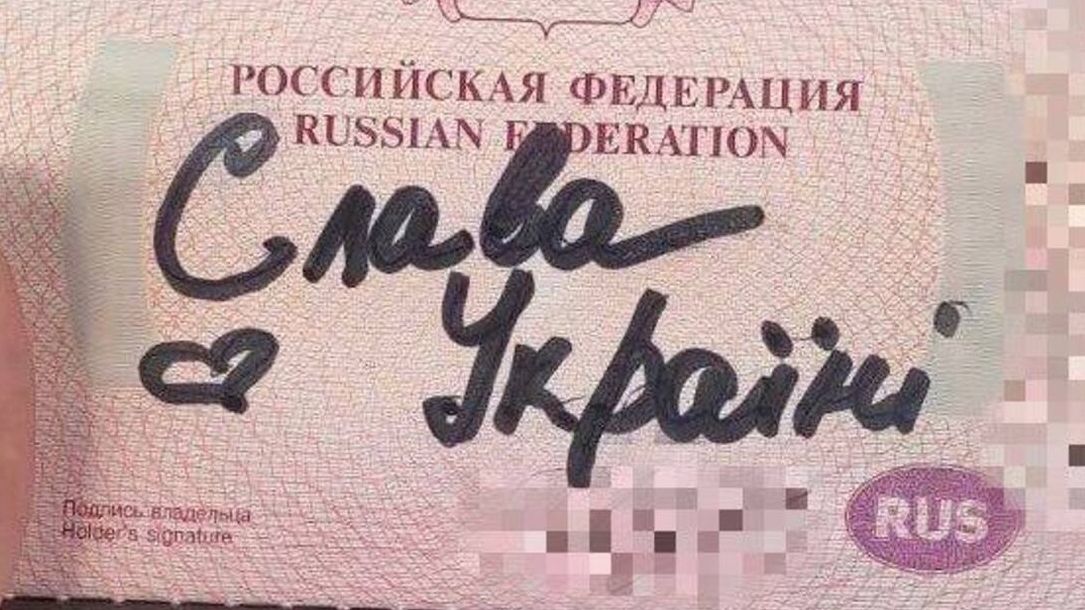 РОССИЙСКАЯ ФЕДЕРАЦИЯ
RUSSIAN FEDERATION
Слава
Україні
Подпись владельца
Holder's signature
RUS